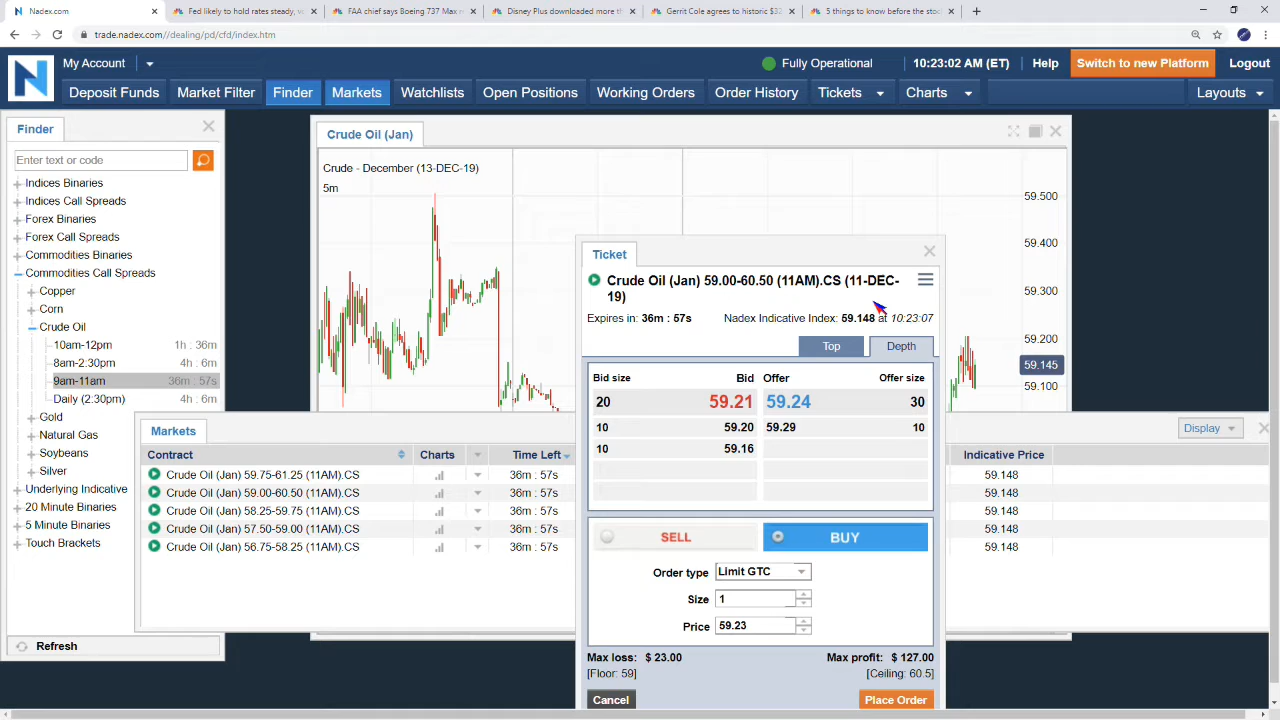 Nadex.com
Fed likely to hold rates steady, v
FAA chief says Boeing 737 Max
Disney Plus downloaded more th
Gerrit Cole agrees to historic $32
5 things to know before the sto
trade.nadex.com/dealing/pd/cfd/index.htm
N
My Account
Fully Operational
10:23:02 AM (ET)
Help
Switch to new Platform
Logout
Deposit Funds
Market Filter
Finder
Markets
Watchlists
Open Positions
Working Orders
Order History
Tickets
Charts
Layouts
Finder
Enter text or code
Indices Binaries
Indices Call Spreads
Forex Binaries
Forex Call Spreads
Commodities Binaries
Commodities Call Spreads
Copper
Corn
Crude Oil
10am-12pm 1h : 36m
8am-2:30pm 4h : 6m
9am-11am 36m : 57s
Daily (2:30pm) 4h : 6m
Gold
Natural Gas
Soybeans
Silver
Underlying Indicative
20 Minute Binaries
5 Minute Binaries
Touch Brackets
Refresh
Crude Oil (Jan)
Crude - December (13-DEC-19)
5m
59.500
59.400
59.300
59.200
59.145
59.100
Markets
Display
Contract Charts Time Left Indicative Price
Crude Oil (Jan) 59.75-61.25 (11AM).CS 36m : 57s 59.148
Crude Oil (Jan) 59.00-60.50 (11AM).CS 36m : 57s 59.148
Crude Oil (Jan) 58.25-59.75 (11AM).CS 36m : 57s 59.148
Crude Oil (Jan) 57.50-59.00 (11AM).CS 36m : 57s 59.148
Crude Oil (Jan) 56.75-58.25 (11AM).CS 36m : 57s 59.148
Ticket
Crude Oil (Jan) 59.00-60.50 (11AM).CS (11-DEC-
19)
Expires in: 36m : 57s Nadex Indicative Index: 59.148 at 10:23:07
Top Depth
Bid size Bid Offer Offer size
20 59.21 59.24 30
10 59.20 59.29 10
10 59.16
SELL BUY
Order type Limit GTC
Size 1
Price 59.23
Max loss: $ 23.00 Max profit: $ 127.00
[Floor: 59] [Ceiling: 60.5]
Cancel Place Order